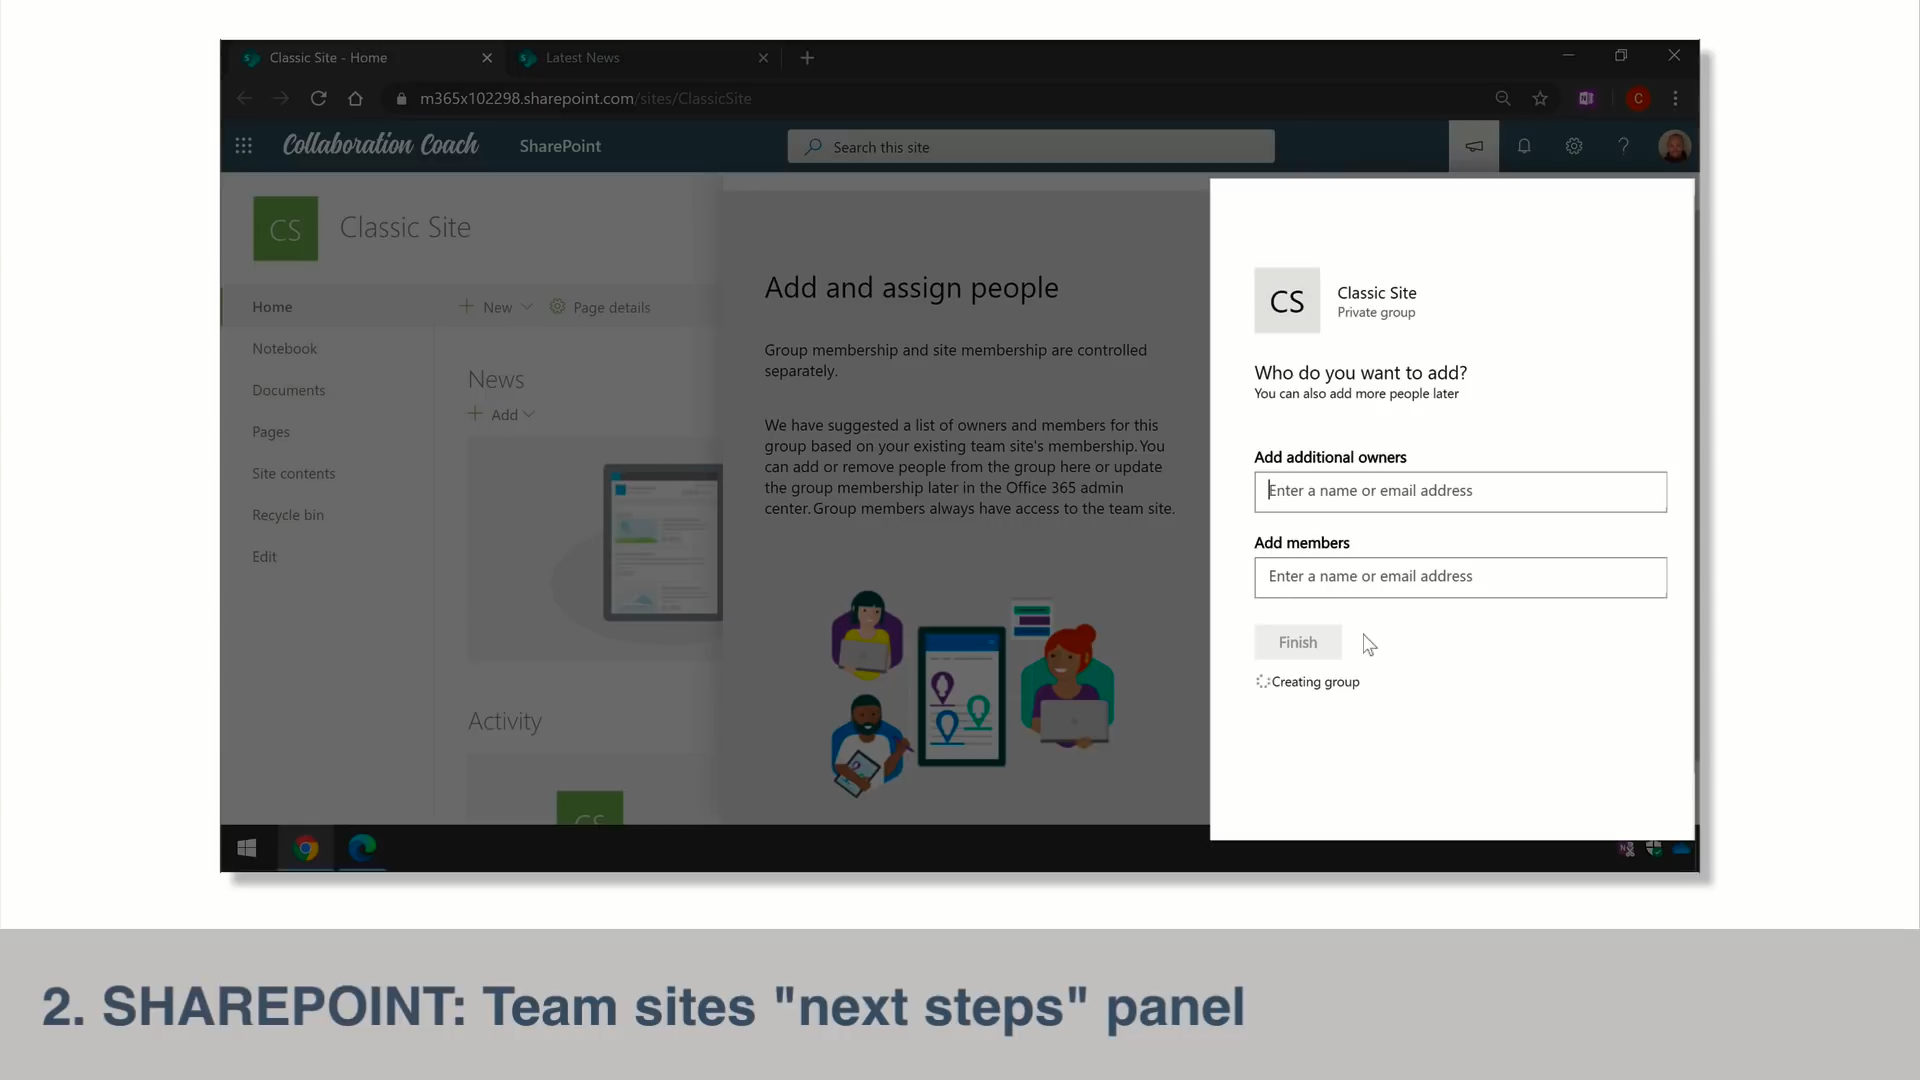 Classic Site - Home
Latest News
m365x102298.sharepoint.com/sites/ClassicSite
C
Collaboration Coach
SharePoint
Search this site
?
CS
Classic Site
Home
Notebook
Documents
Pages
Site contents
Recycle bin
Edit
New
Page details
News
Add
Activity
CS
Add and assign people
Group membership and site membership are controlled
separately.
We have suggested a list of owners and members for this
group based on your existing team site's membership. You
can add or remove people from the group here or update
the group membership later in the Office 365 admin
center. Group members always have access to the team site.
CS
Classic Site
Private group
Who do you want to add?
You can also add more people later
Add additional owners
Enter a name or email address
Add members
Enter a name or email address
Finish
Creating group
2. SHAREPOINT: Team sites "next steps" panel